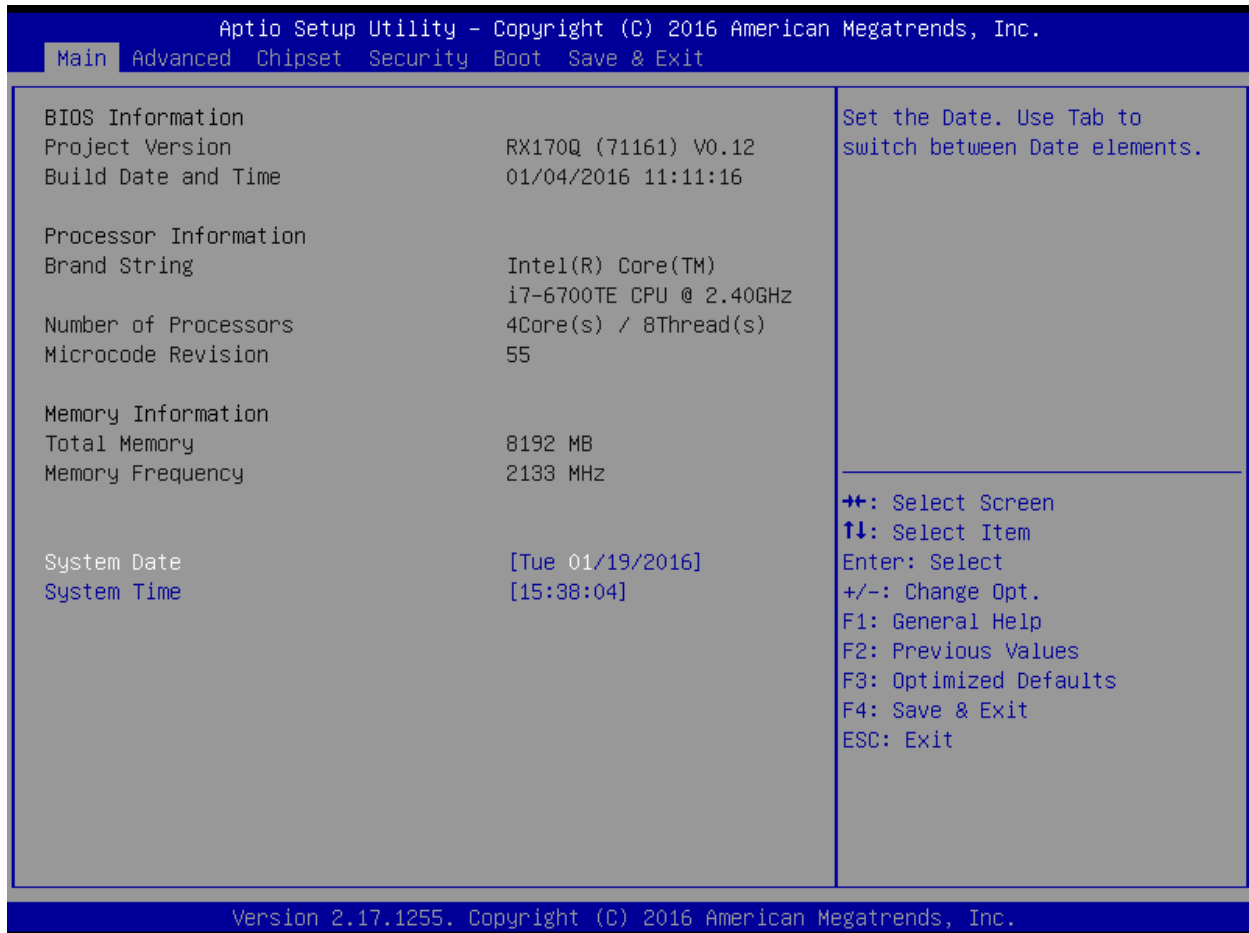 Aptio Setup Utility – Copyright (C) 2016 American Megatrends, Inc.
Main Advanced Chipset Security Boot Save & Exit
BIOS Information
Project Version RX170Q (71161) V0.12
Build Date and Time 01/04/2016 11:11:16
Processor Information
Brand String Intel(R) Core(TM)
i7-6700TE CPU @ 2.40GHz
Number of Processors 4Core(s) / 8Thread(s)
Microcode Revision 55
Memory Information
Total Memory 8192 MB
Memory Frequency 2133 MHz
System Date [Tue 01/19/2016]
System Time [15:38:04]
Set the Date. Use Tab to
switch between Date elements.
→←: Select Screen
↑↓: Select Item
Enter: Select
+/-: Change Opt.
F1: General Help
F2: Previous Values
F3: Optimized Defaults
F4: Save & Exit
ESC: Exit
Version 2.17.1255. Copyright (C) 2016 American Megatrends, Inc.